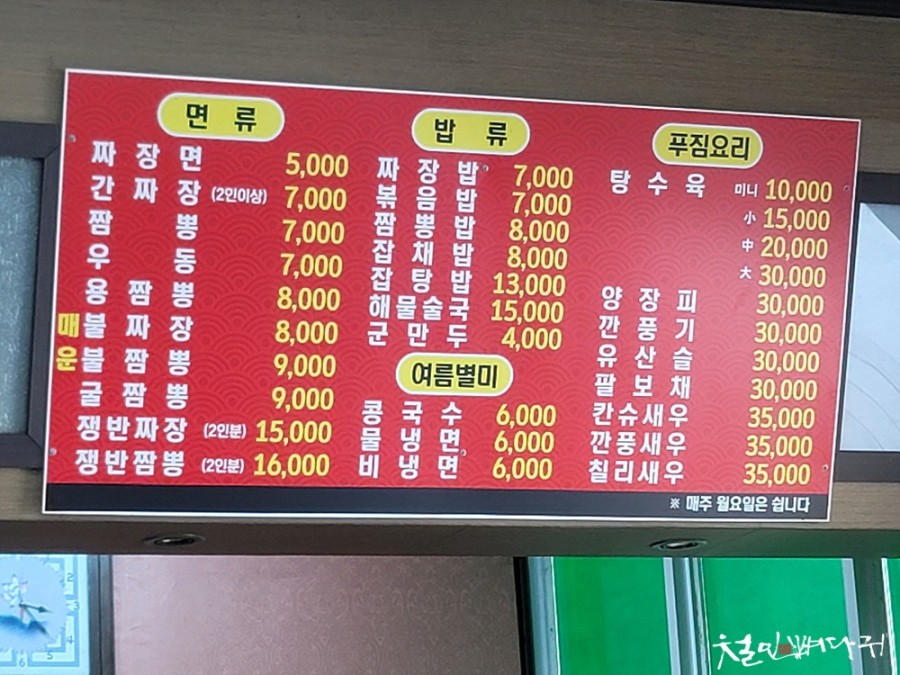 면 류
짜장면 5,000
간짜장 (2인이상) 7,000
짬뽕 7,000
우동 7,000
용짬뽕 8,000
매운 불짜장 8,000
불짬뽕 9,000
굴짬뽕 9,000
쟁반짜장 (2인분) 15,000
쟁반짬뽕 (2인분) 16,000
밥 류
짜장밥 7,000
볶음밥 7,000
짬뽕밥 8,000
잡채밥 8,000
잡탕밥 13,000
해물술국 15,000
군만두 4,000
여름별미
콩국수 6,000
물냉면 6,000
비냉면 6,000
푸짐요리
탕수육 미니 10,000
小 15,000
中 20,000
大 30,000
양장피 30,000
깐풍기 30,000
유산슬 30,000
팔보채 30,000
칸슈새우 35,000
깐풍새우 35,000
칠리새우 35,000
※ 매주 월요일은 쉽니다